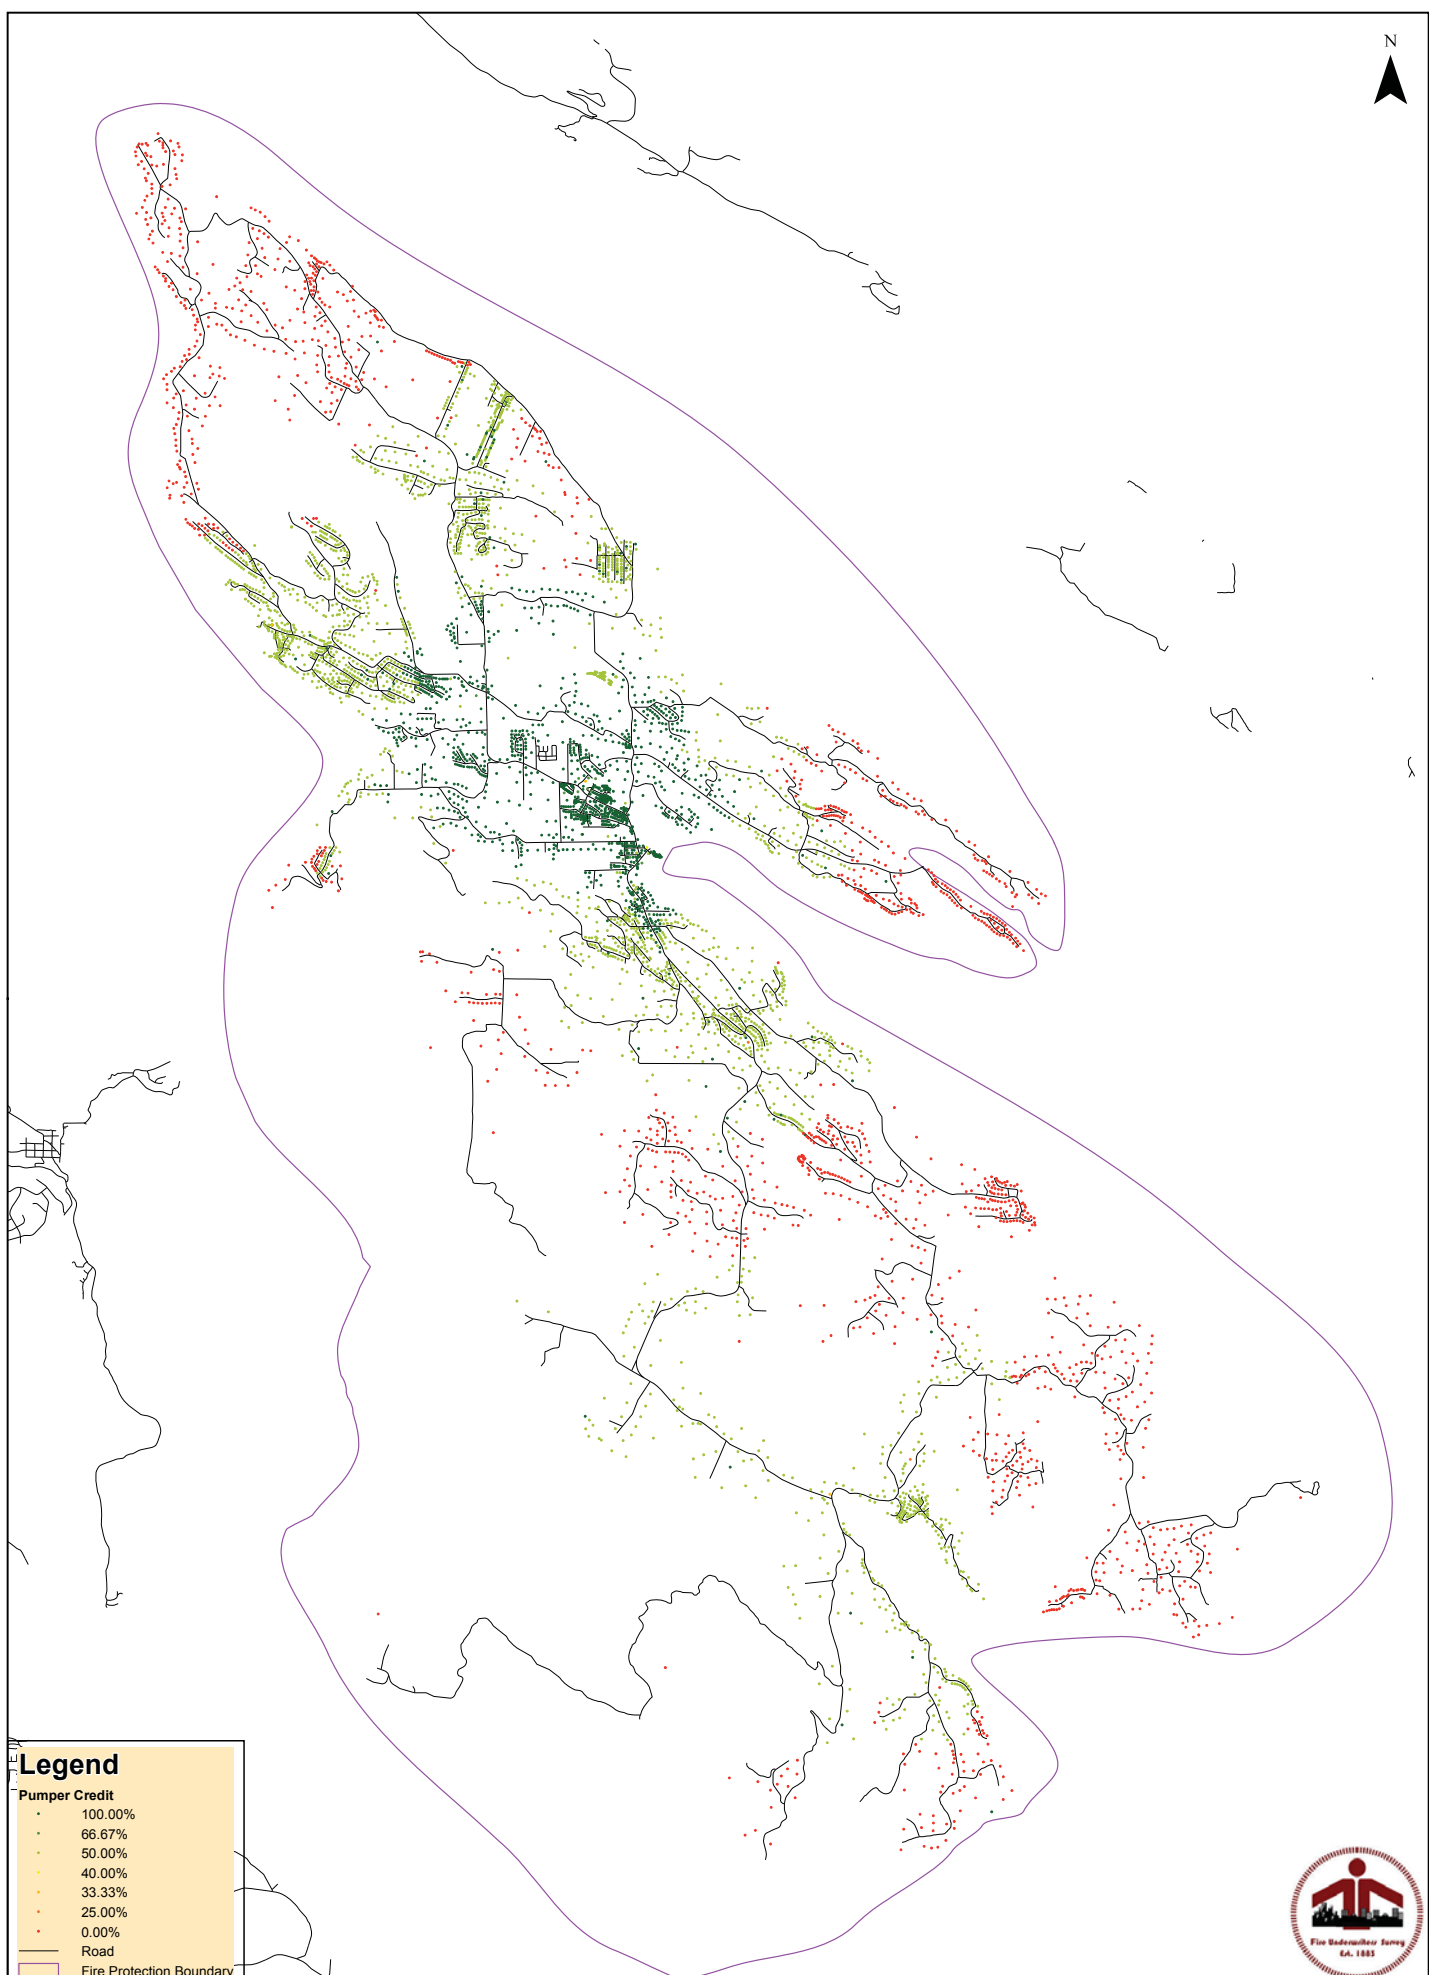 N
Legend
Pumper Credit
100.00%
66.67%
50.00%
40.00%
33.33%
25.00%
0.00%
Road
Fire Protection Boundary
Fire Underwriters Survey
Est. 1883